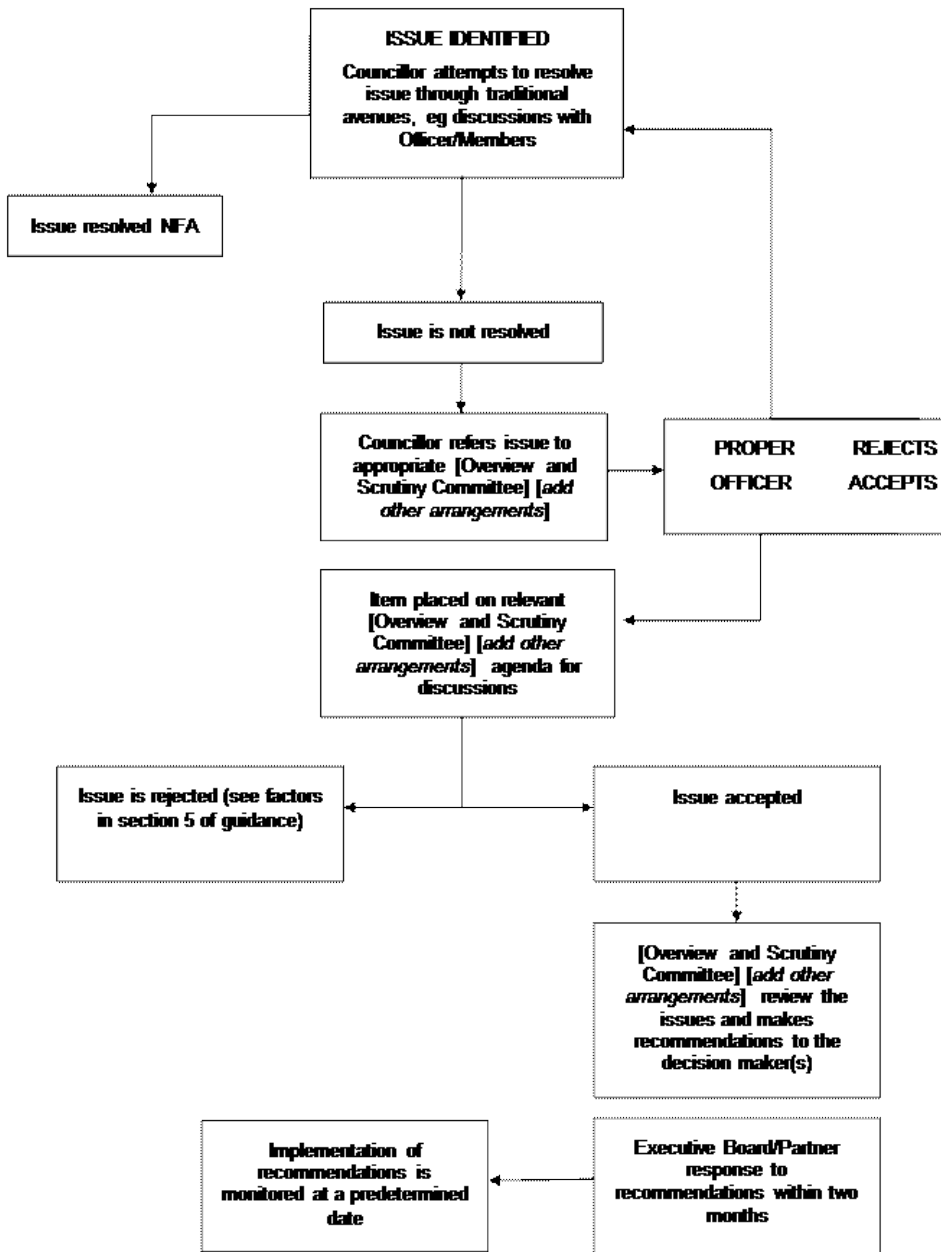 ISSUE IDENTIFIED
Councillor attempts to resolve
issue through traditional
avenues, eg discussions with
Officer/Members
Issue resolved NFA
Issue is not resolved
Councillor refers issue to
appropriate [Overview and
Scrutiny Committee] [add
other arrangements]
PROPER REJECTS
OFFICER ACCEPTS
Item placed on relevant
[Overview and Scrutiny
Committee] [add other
arrangements] agenda for
discussions
Issue is rejected (see factors
in section 5 of guidance)
Issue accepted
[Overview and Scrutiny
Committee] [add other
arrangements] review the
issues and makes
recommendations to the
decision maker(s)
Implementation of
recommendations is
monitored at a predetermined
date
Executive Board/Partner
response to
recommendations within two
months